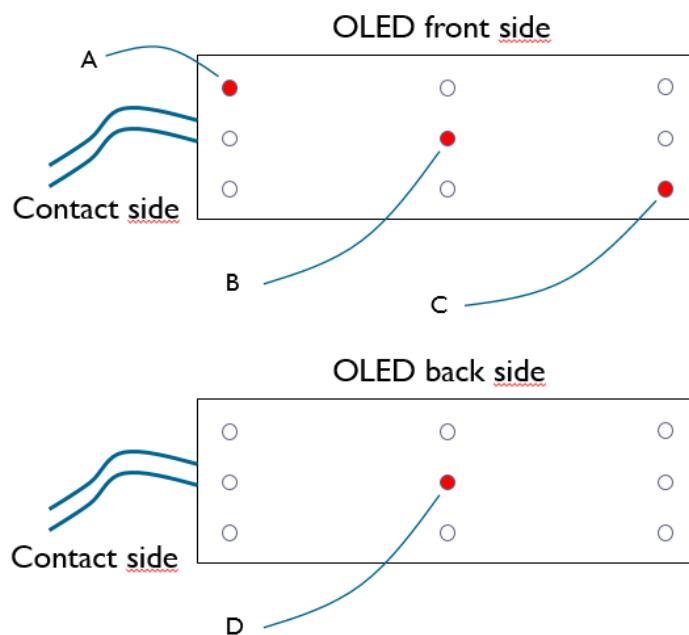 OLED front side
A
Contact side
B
C
OLED back side
Contact side
D